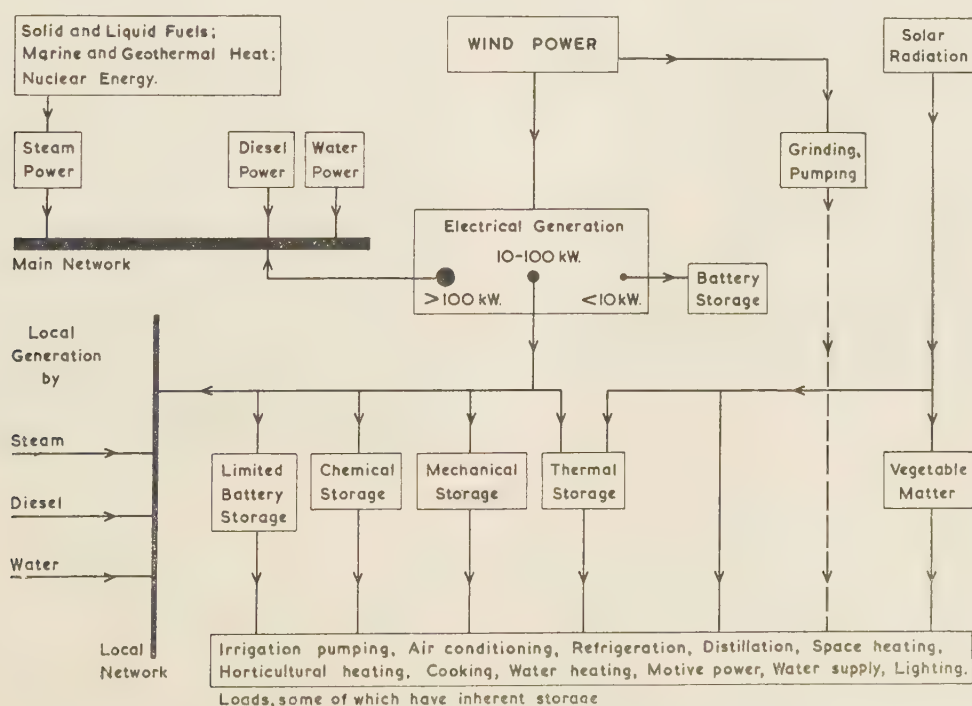 Solid and Liquid Fuels;
Marine and Geothermal Heat;
Nuclear Energy.
WIND POWER
Solar
Radiation
Steam
Power
Diesel
Power
Water
Power
Grinding,
Pumping
Main Network
Electrical Generation
10-100 kW.
>100 kW.
<10kW.
Battery
Storage
Local
Generation
by
Steam
Diesel
Water
Local
Network
Limited
Battery
Storage
Chemical
Storage
Mechanical
Storage
Thermal
Storage
Vegetable
Matter
Irrigation pumping, Air conditioning, Refrigeration, Distillation, Space heating,
Horticultural heating, Cooking, Water heating, Motive power, Water supply, Lighting.
Loads, some of which have inherent storage